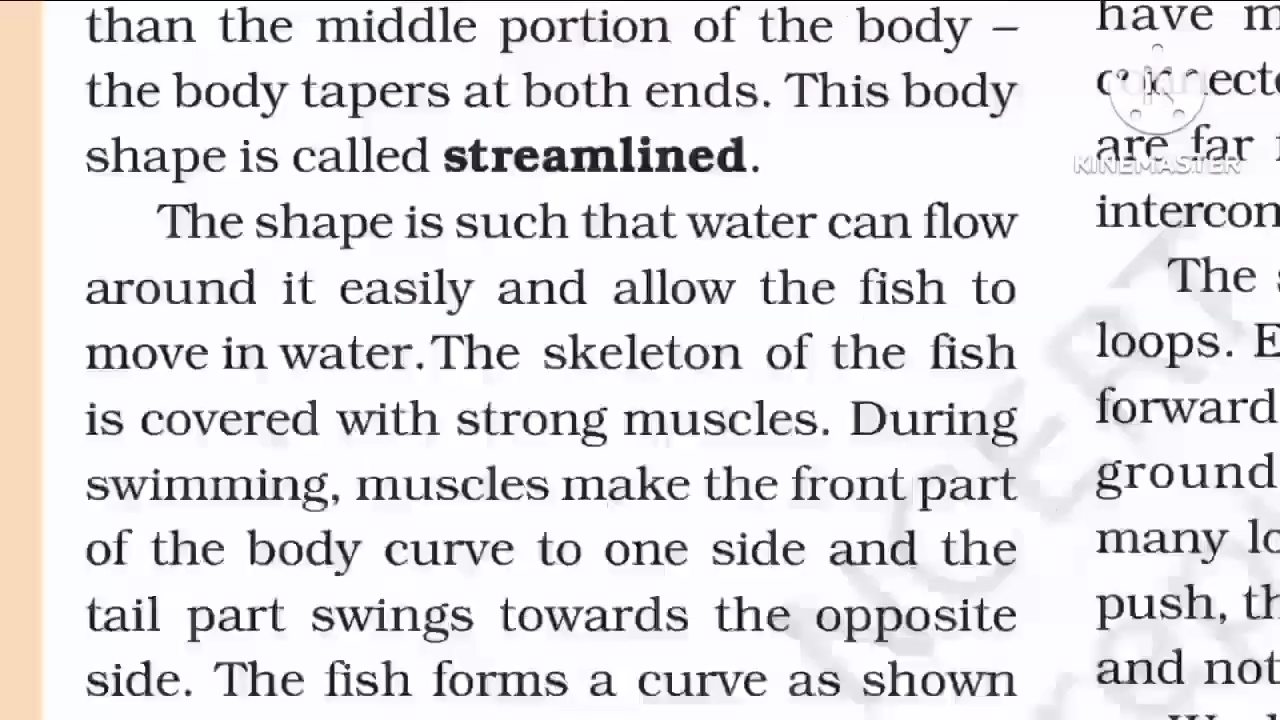 than the middle portion of the body –
the body tapers at both ends. This body
shape is called streamlined.
The shape is such that water can flow
around it easily and allow the fish to
move in water. The skeleton of the fish
is covered with strong muscles. During
swimming, muscles make the front part
of the body curve to one side and the
tail part swings towards the opposite
side. The fish forms a curve as shown
have
are far
The
loops.
forward
ground
many
push,
and not
KINEMASTER
NCERT